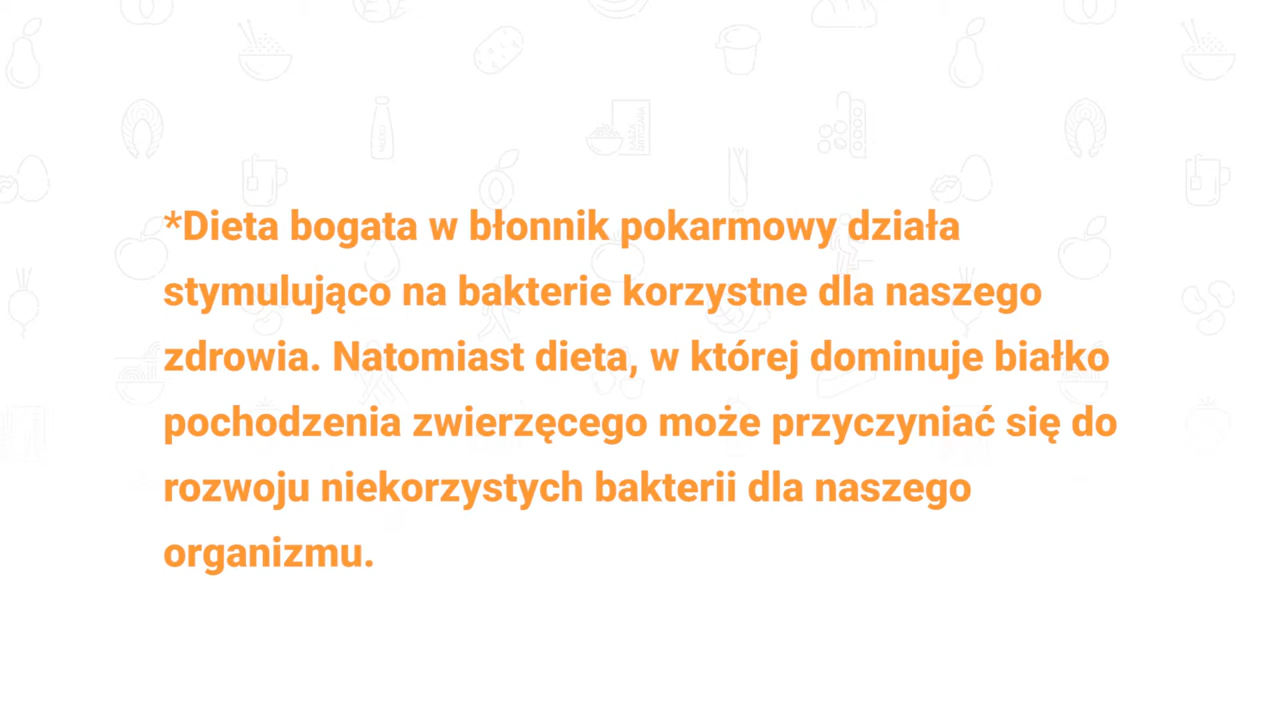 *Dieta bogata w błonnik pokarmowy działa
stymulująco na bakterie korzystne dla naszego
zdrowia. Natomiast dieta, w której dominuje białko
pochodzenia zwierzęcego może przyczyniać się do
rozwoju niekorzystych bakterii dla naszego
organizmu.